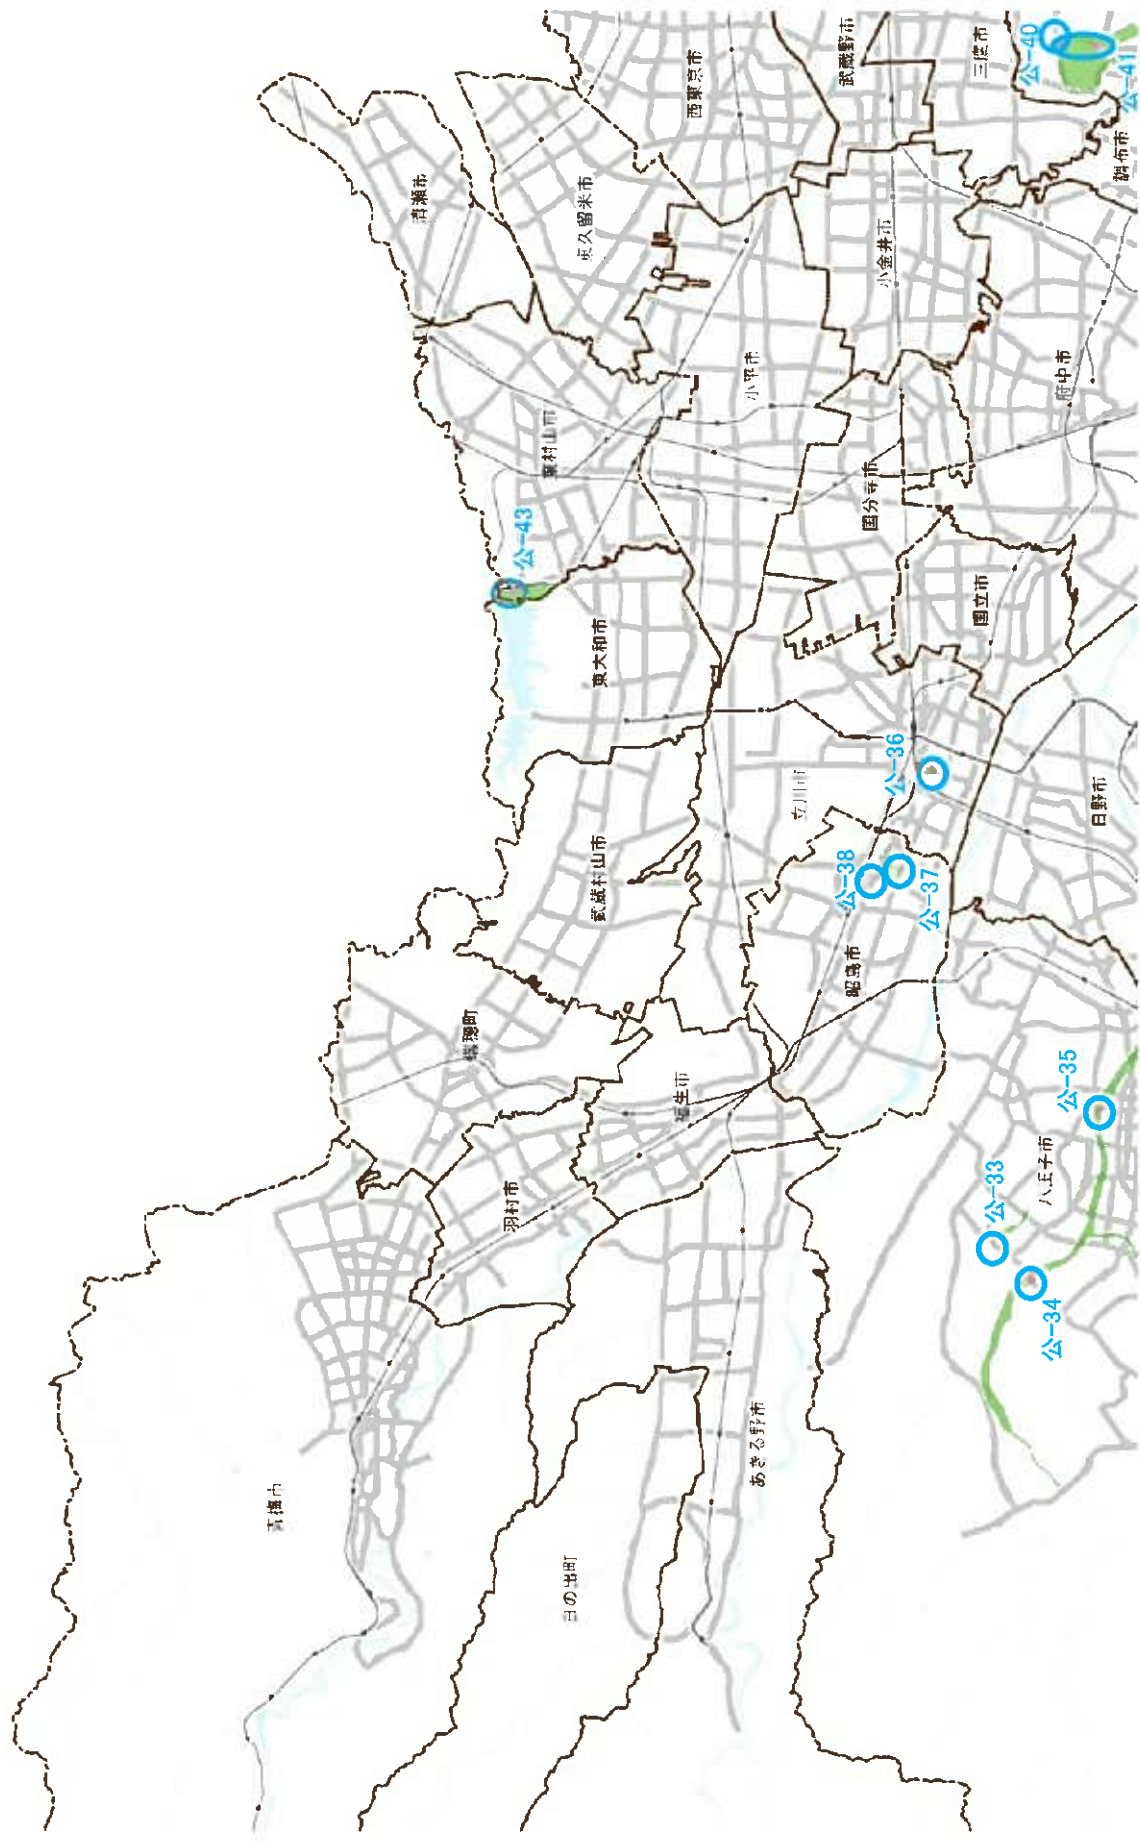 青梅市
日の出町
あきる野市
羽村市
瑞穂町
福生市
武蔵村山市
昭島市
立川市
東大和市
東村山市
清瀬市
東久留米市
西東京市
小平市
国分寺市
国立市
小金井市
武蔵野市
三鷹市
調布市
府中市
日野市
八王子市
公-33
公-34
公-35
公-36
公-37
公-38
公-40
公-41
公-43